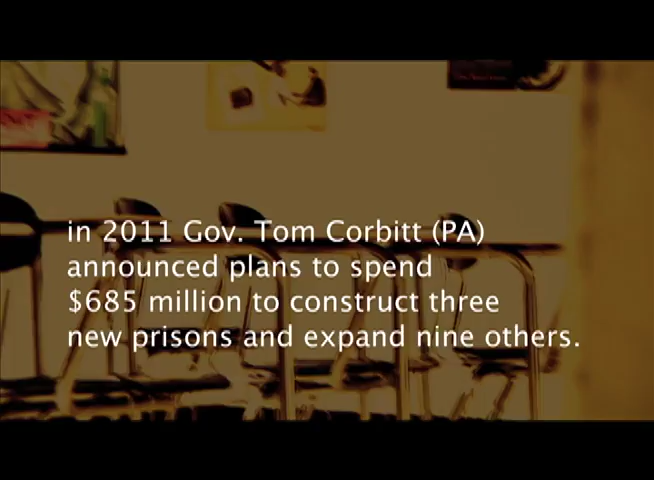 in 2011 Gov. Tom Corbitt (PA)
announced plans to spend
$685 million to construct three
new prisons and expand nine others.